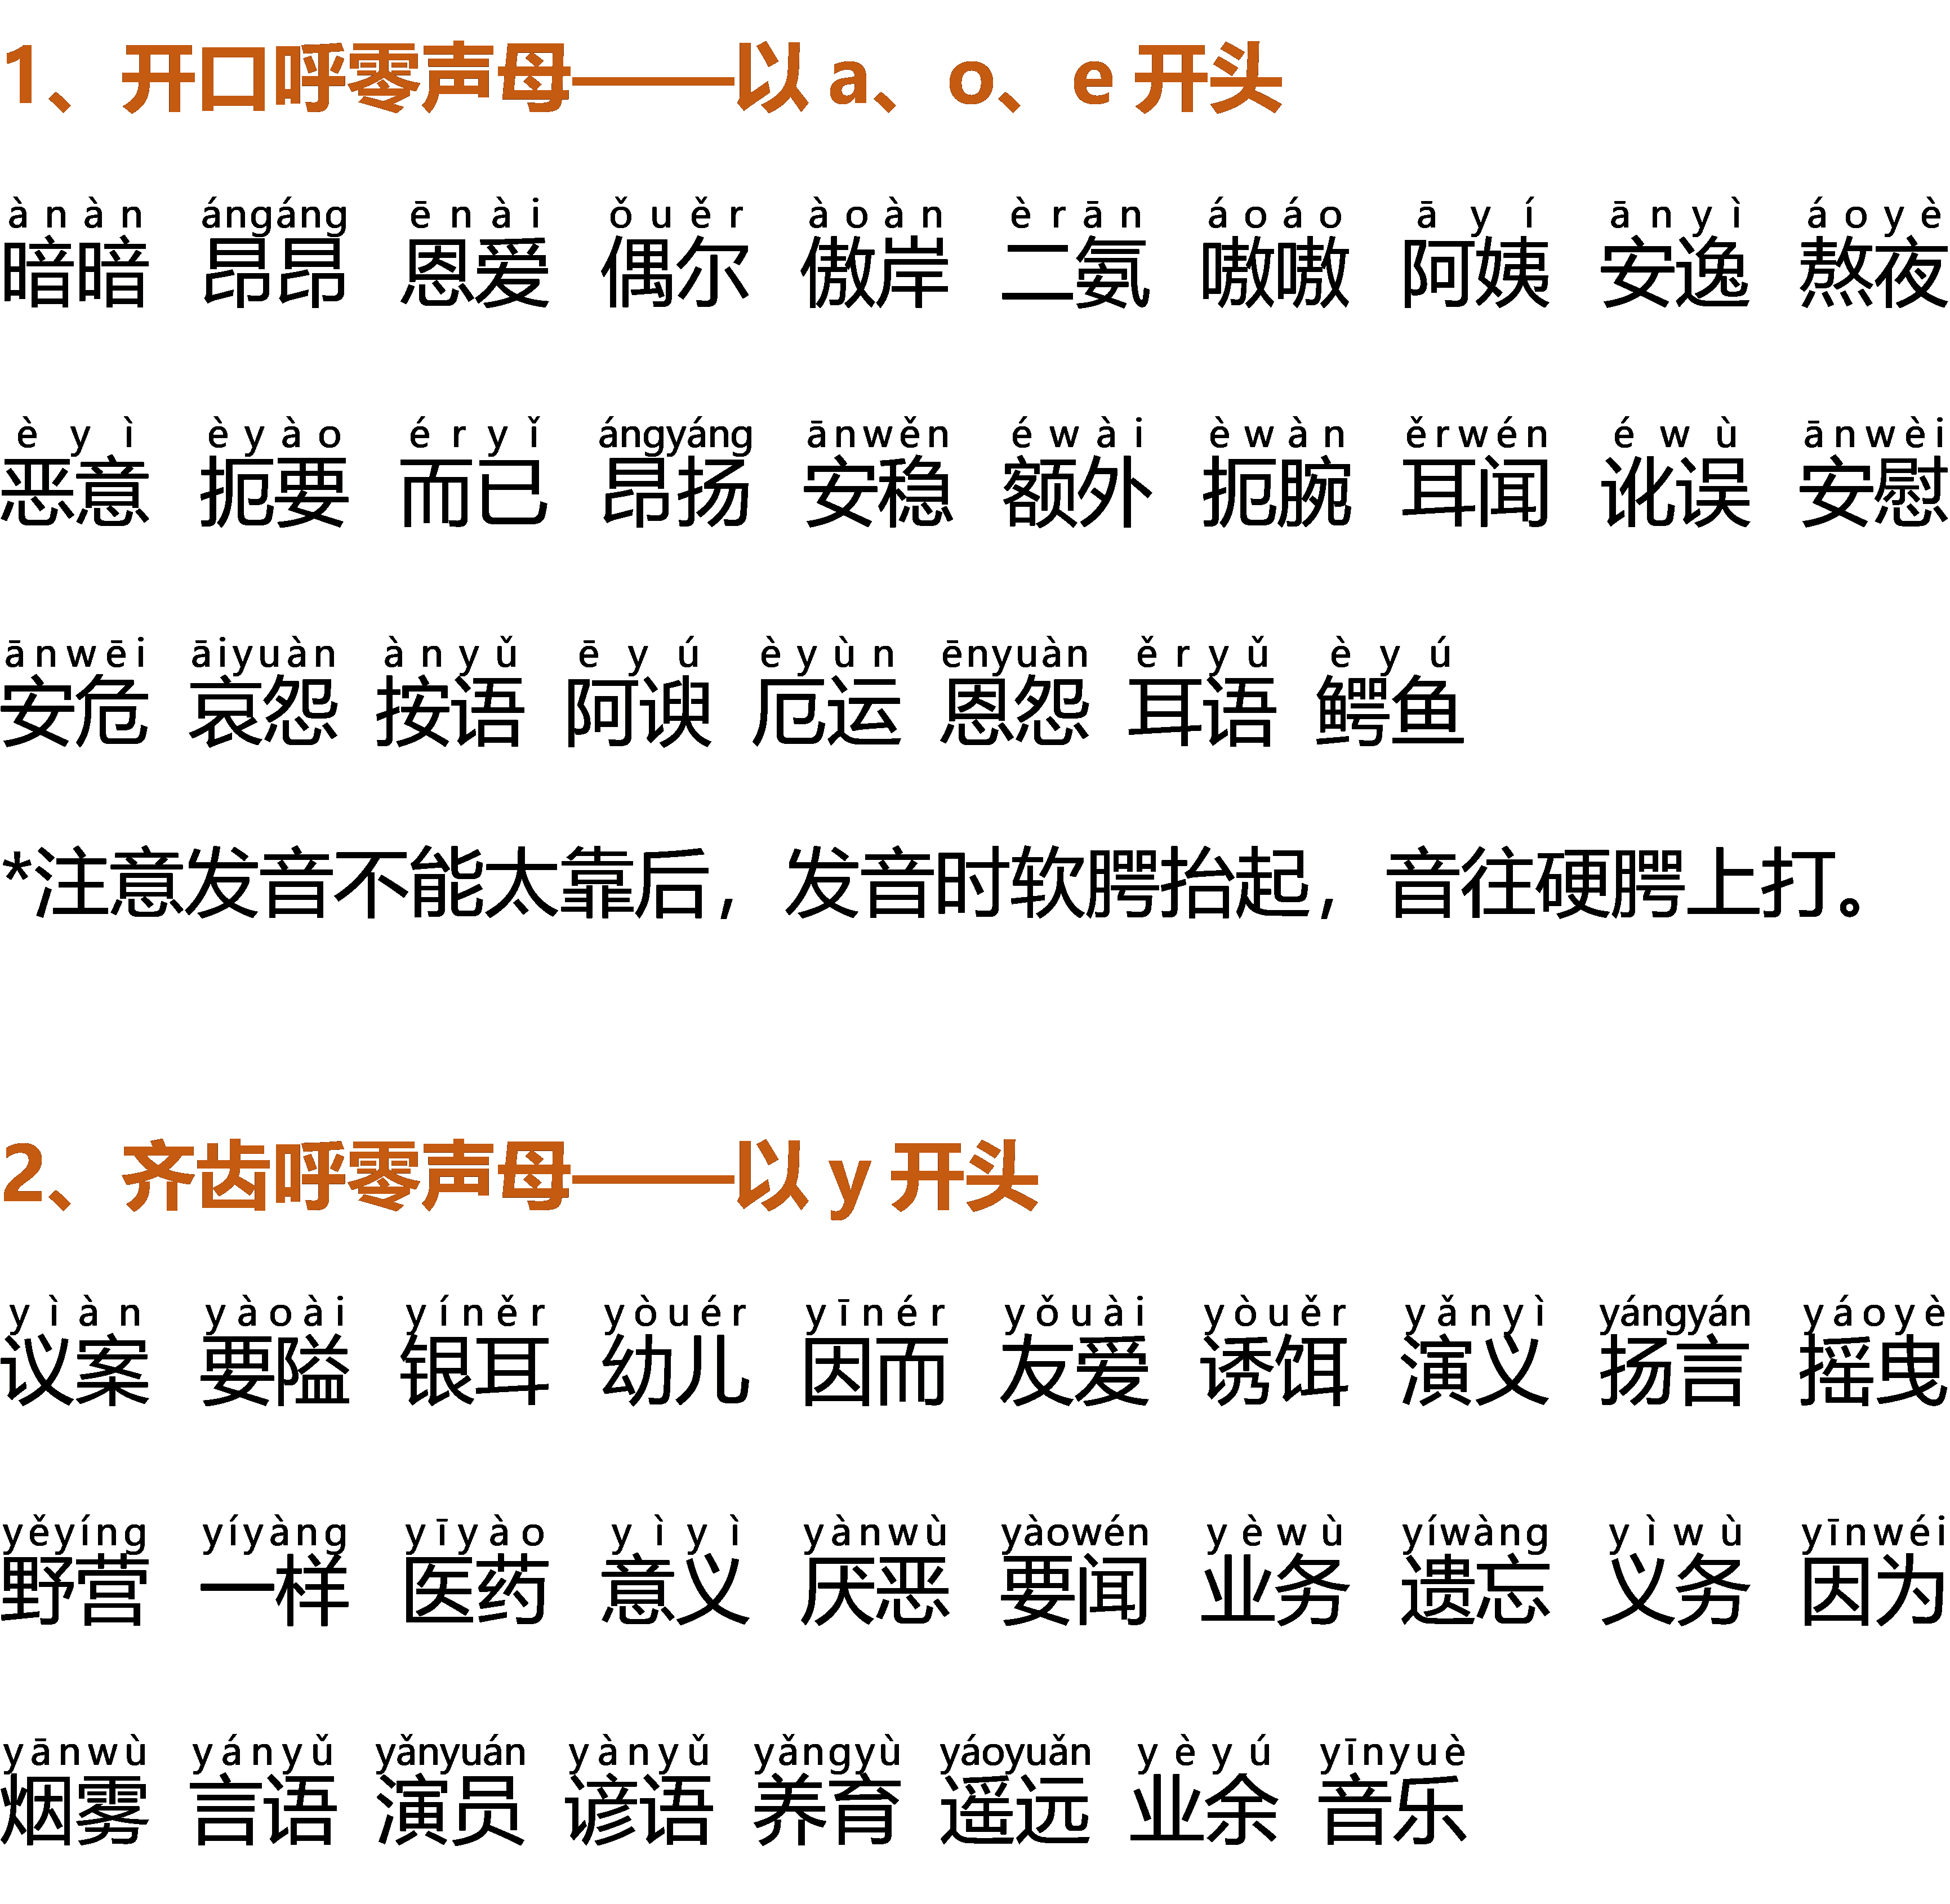 1、开口呼零声母——以 a、o、e 开头
ànàn ángáng ēnài ǒuěr àoàn èrān áoáo āyí ānyì áoyè
暗暗 昂昂 恩爱 偶尔 傲岸 二氨 嗷嗷 阿姨 安逸 熬夜
èyì èyào éryǐ ángyáng ānwěn éwài èwàn ěrwén éwù ānwèi
恶意 扼要 而已 昂扬 安稳 额外 扼腕 耳闻 讹误 安慰
ānwēi āiyuàn ànyǔ ēyú èyùn ēnyuàn ěryǔ èyú
安危 哀怨 按语 阿谀 厄运 恩怨 耳语 鳄鱼
*注意发音不能太靠后，发音时软腭抬起，音往硬腭上打。
2、齐齿呼零声母——以 y 开头
yìàn yàoài yíněr yòuér yīnér yǒuài yòuěr yǎnyì yángyán yáoyè
议案 要隘 银耳 幼儿 因而 友爱 诱饵 演义 扬言 摇曳
yěyíng yíyàng yīyào yìyì yànwù yàowén yèwù yíwàng yìwù yīnwéi
野营 一样 医药 意义 厌恶 要闻 业务 遗忘 义务 因为
yānwù yányǔ yǎnyuán yànyǔ yǎngyù yáoyuǎn yèyú yīnyuè
烟雾 言语 演员 谚语 养育 遥远 业余 音乐